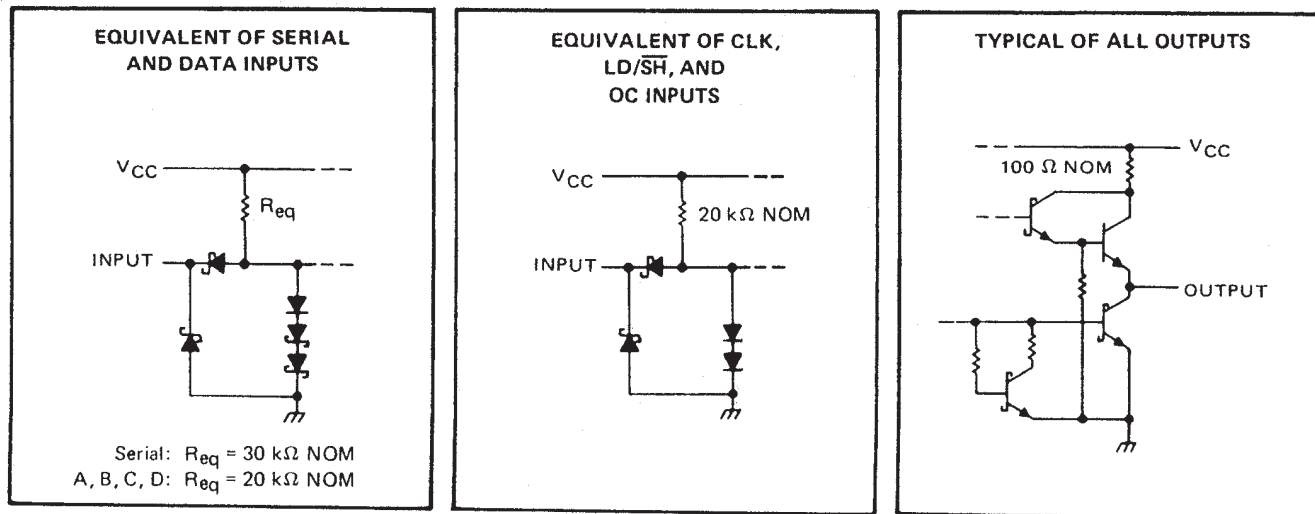 EQUIVALENT OF SERIAL
AND DATA INPUTS
VCC
Req
INPUT
Serial: Req = 30 kΩ NOM
A, B, C, D: Req = 20 kΩ NOM
EQUIVALENT OF CLK,
LD/S̅H̅, AND
OC INPUTS
VCC
20 kΩ NOM
INPUT
TYPICAL OF ALL OUTPUTS
VCC
100 Ω NOM
OUTPUT